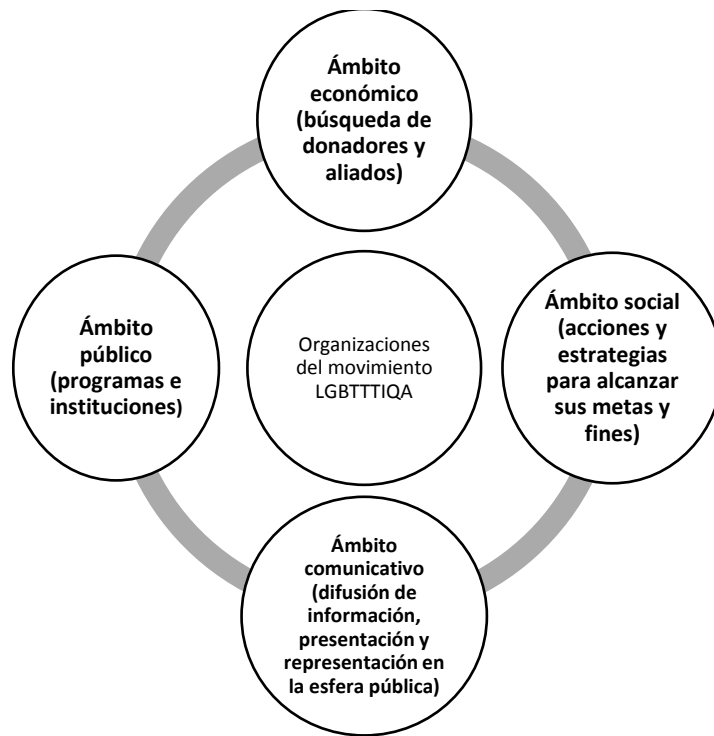 Ámbito
económico
(búsqueda de
donadores y
aliados)
Ámbito
público
(programas e
instituciones)
Organizaciones
del movimiento
LGBTTTIQA
Ámbito social
(acciones y
estrategias
para alcanzar
sus metas y
fines)
Ámbito
comunicativo
(difusión de
información,
presentación y
representación en
la esfera pública)